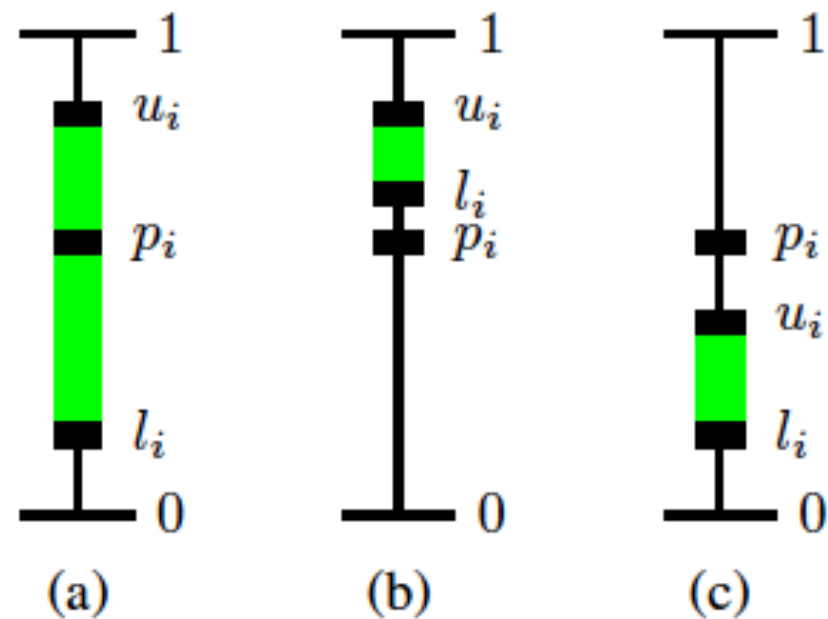 1 1 1
u_i u_i
l_i
p_i p_i p_i
u_i
l_i l_i
0 0 0
(a) (b) (c)